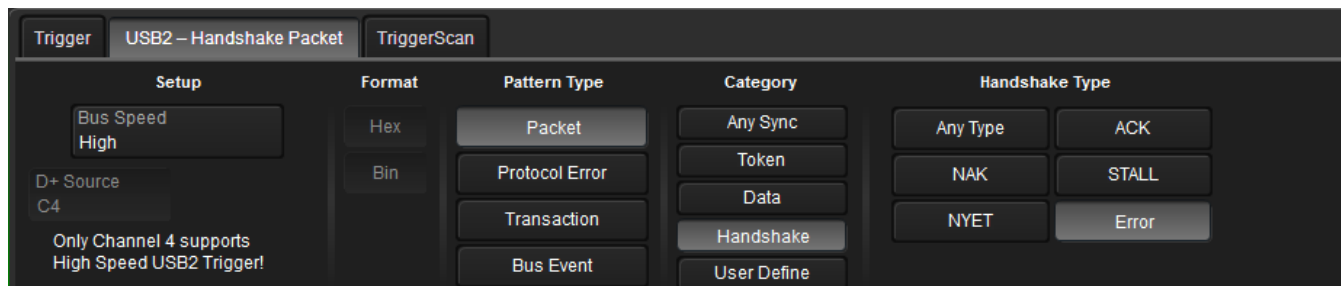 Trigger
USB2 – Handshake Packet
TriggerScan
Setup
Format
Pattern Type
Category
Handshake Type
Bus Speed
High
D+ Source
C4
Only Channel 4 supports
High Speed USB2 Trigger!
Hex
Bin
Packet
Protocol Error
Transaction
Bus Event
Any Sync
Token
Data
Handshake
User Define
Any Type
ACK
NAK
STALL
NYET
Error